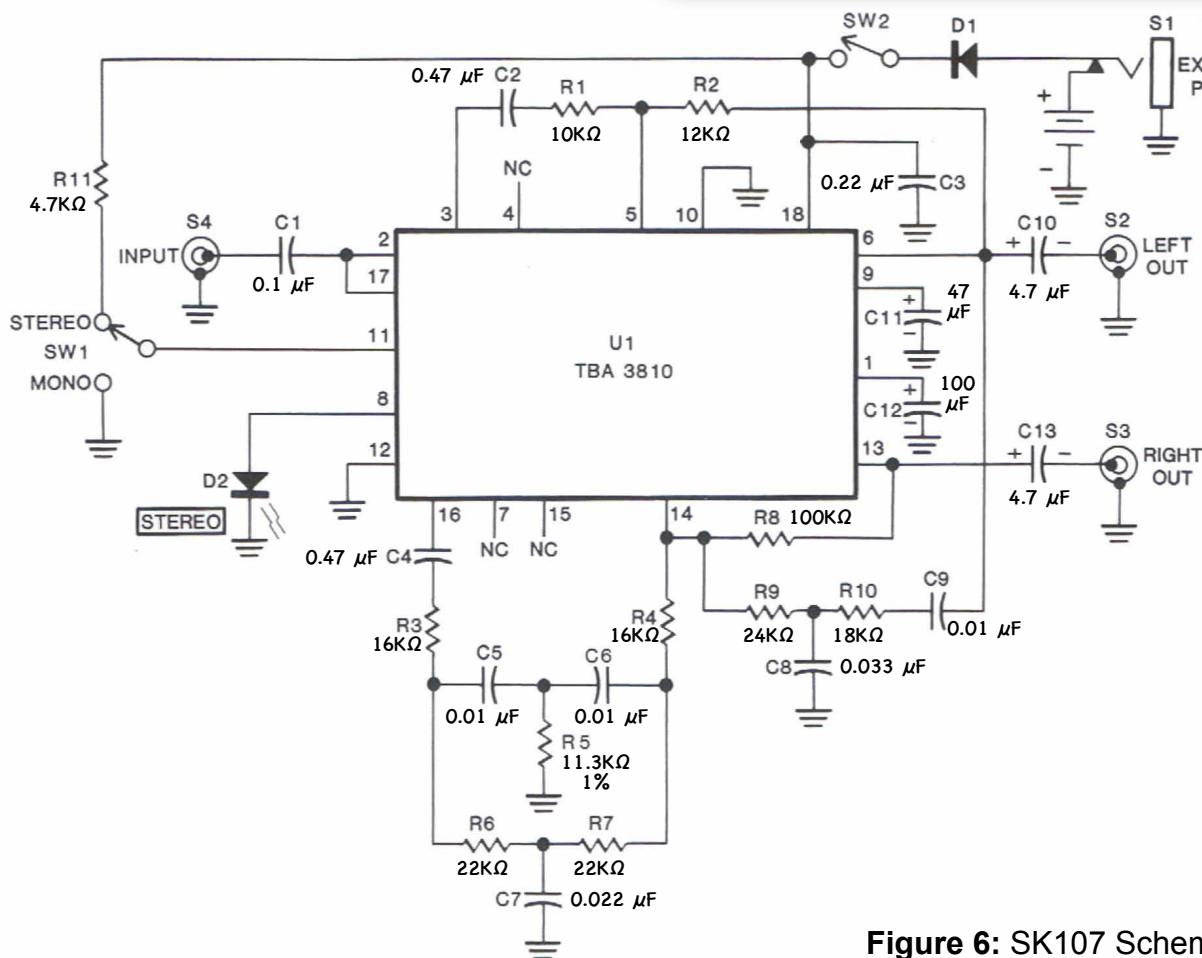 SW2
D1
S1
EX
P
0.47 µF
C2
R1
10KΩ
R2
12KΩ
+
-
R11
4.7KΩ
NC
0.22 µF
C3
S4
INPUT
C1
0.1 µF
3
4
5
10
18
2
17
11
8
12
6
9
1
13
16
7
15
14
U1
TBA 3810
STEREO
SW1
MONO
+
C10
-
4.7 µF
S2
LEFT
OUT
+
C11
-
47
µF
+
C12
-
100
µF
+
C13
-
4.7 µF
S3
RIGHT
OUT
D2
STEREO
NC
NC
0.47 µF
C4
R3
16KΩ
R4
16KΩ
R8
100KΩ
R9
24KΩ
R10
18KΩ
C9
0.01 µF
C8
0.033 µF
C5
0.01 µF
C6
0.01 µF
R5
11.3KΩ
1%
R6
22KΩ
R7
22KΩ
C7
0.022 µF
Figure 6: SK107 Schem